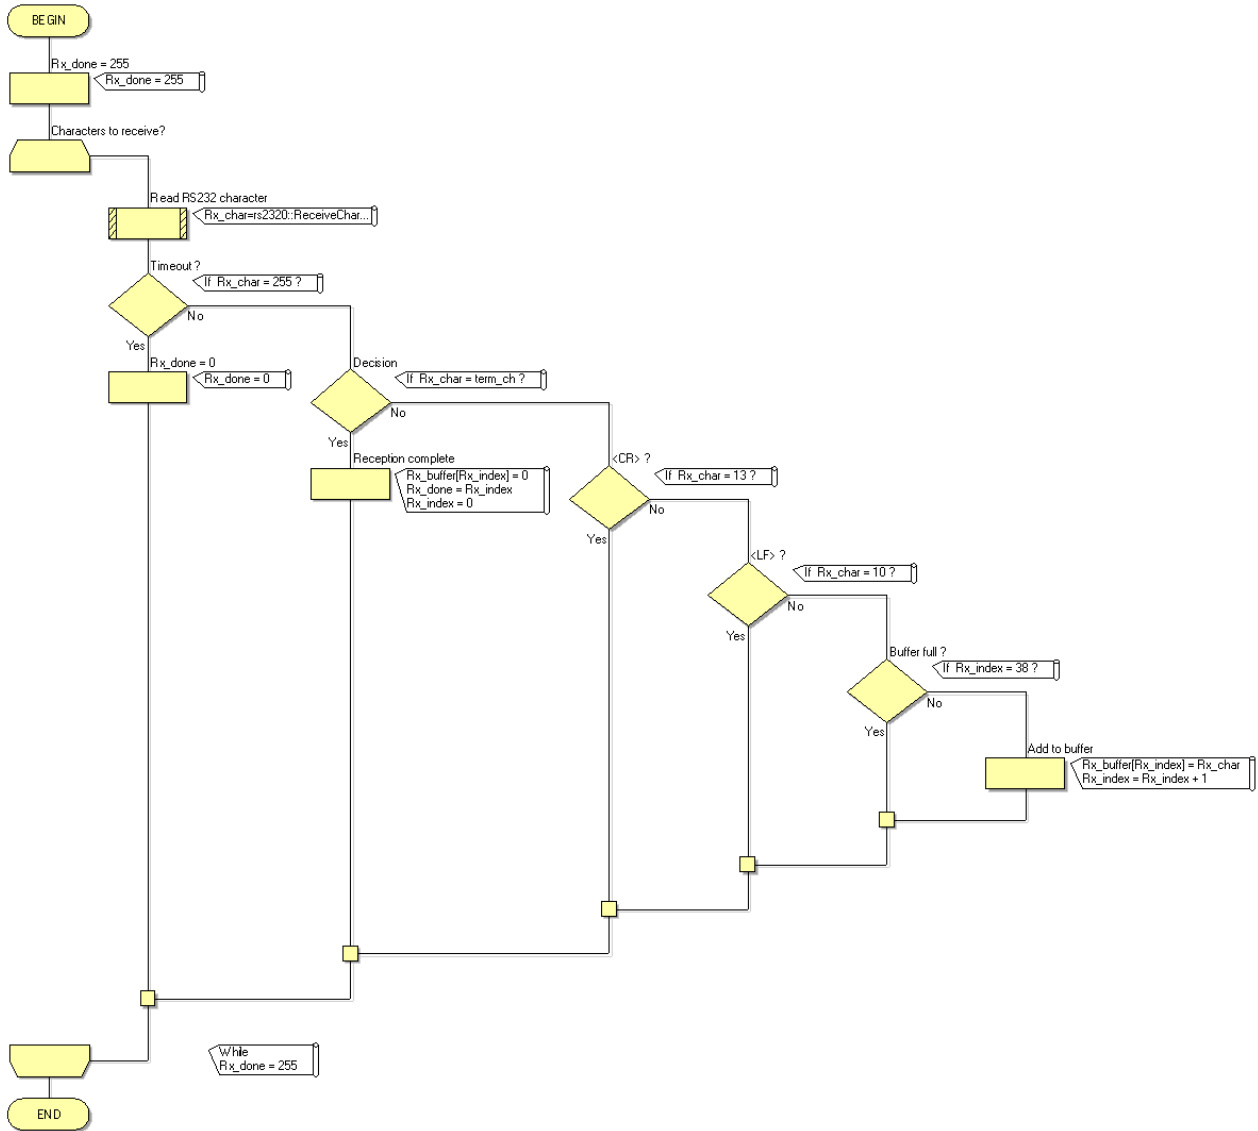 BEGIN
Rx_done = 255
Rx_done = 255
Characters to receive?
Read RS232 character
Rx_char=rs2320::ReceiveChar...
Timeout ?
If Rx_char = 255 ?
No
Yes
Rx_done = 0
Rx_done = 0
Decision
If Rx_char = term_ch ?
No
Yes
Reception complete
Rx_buffer[Rx_index] = 0
Rx_done = Rx_index
Rx_index = 0
<CR> ?
If Rx_char = 13 ?
No
Yes
<LF> ?
If Rx_char = 10 ?
No
Yes
Buffer full ?
If Rx_index = 38 ?
No
Yes
Add to buffer
Rx_buffer[Rx_index] = Rx_char
Rx_index = Rx_index + 1
While
Rx_done = 255
END